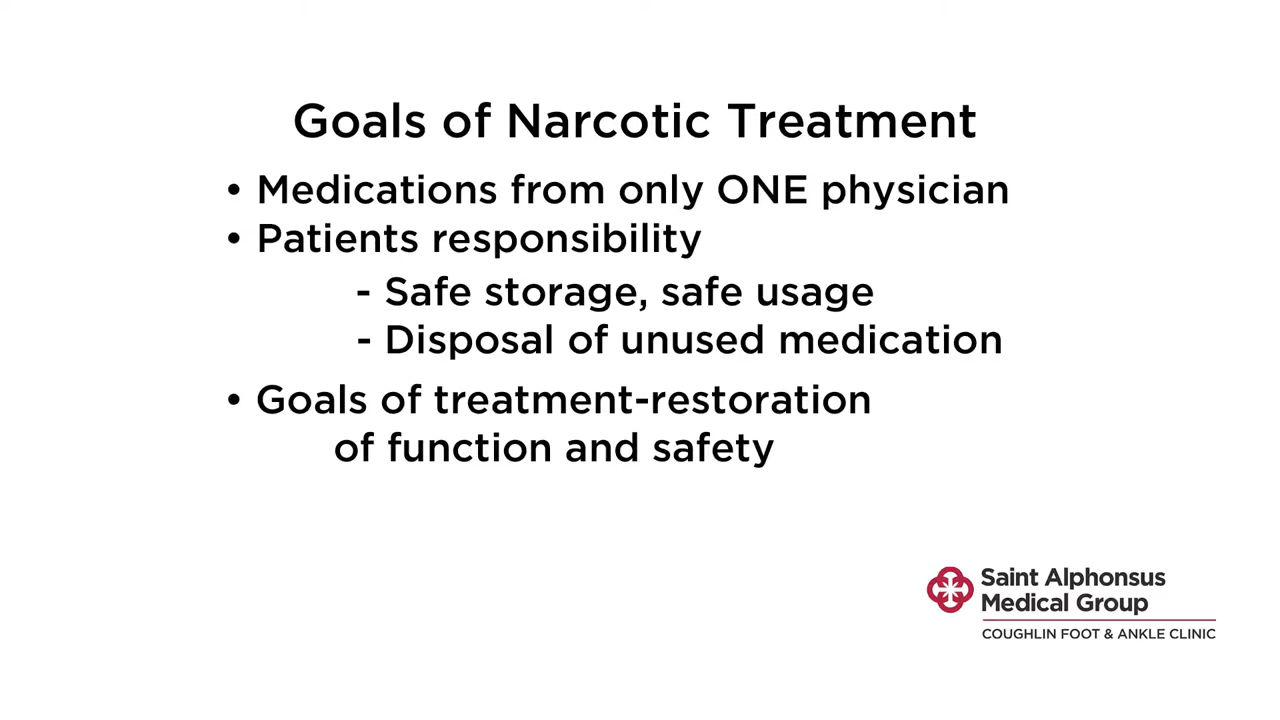 Goals of Narcotic Treatment
• Medications from only ONE physician
• Patients responsibility
- Safe storage, safe usage
- Disposal of unused medication
• Goals of treatment-restoration
of function and safety
Saint Alphonsus
Medical Group
COUGHLIN FOOT & ANKLE CLINIC